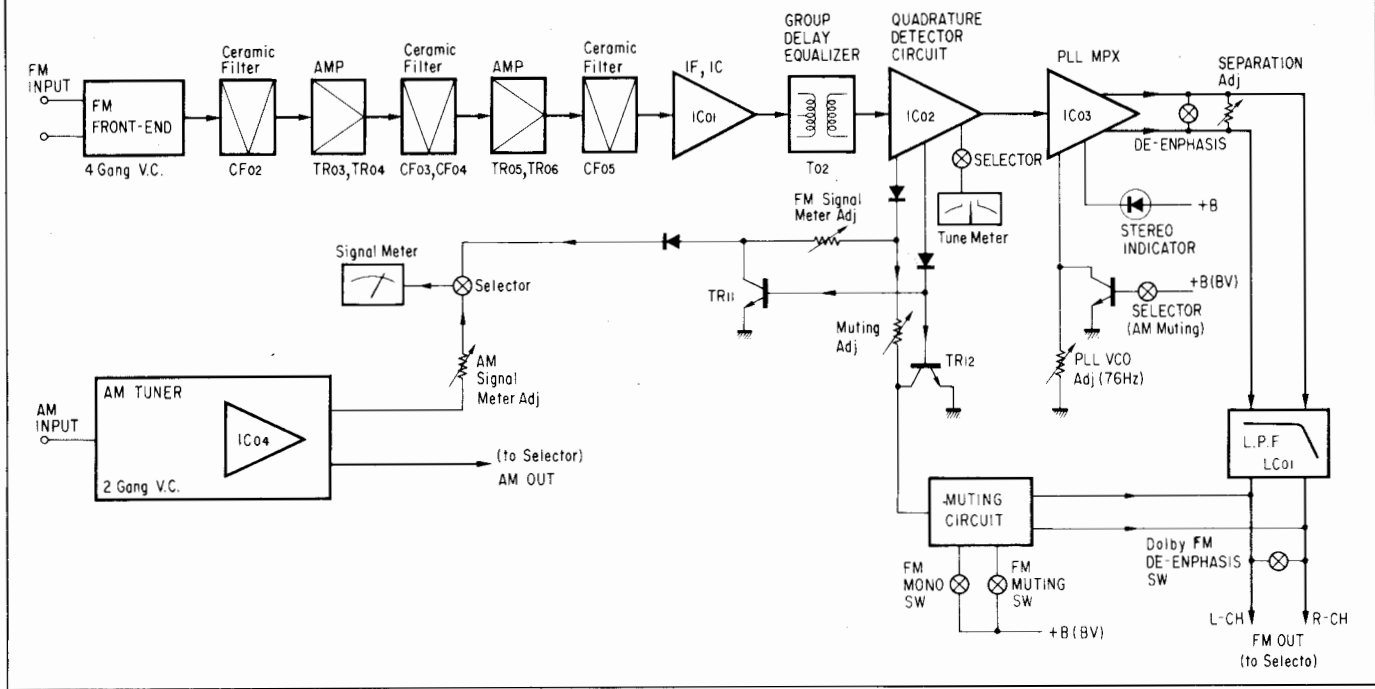 FM
INPUT
FM
FRONT-END
4 Gang V.C.
Ceramic
Filter
CF02
AMP
TR03,TR04
Ceramic
Filter
CF03,CF04
AMP
TR05,TR06
Ceramic
Filter
CF05
IF, IC
IC01
GROUP
DELAY
EQUALIZER
T02
QUADRATURE
DETECTOR
CIRCUIT
IC02
SELECTOR
Tune Meter
PLL MPX
IC03
SEPARATION
Adj
DE-ENPHASIS
+B
STEREO
INDICATOR
+B(BV)
SELECTOR
(AM Muting)
PLL VCO
Adj (76Hz)
FM Signal
Meter Adj
Signal Meter
Selector
TR11
Muting
Adj
TR12
AM
Signal
Meter Adj
AM
INPUT
AM TUNER
IC04
2 Gang V.C.
(to Selector)
AM OUT
L.P.F
LC01
MUTING
CIRCUIT
FM
MONO
SW
FM
MUTING
SW
+B(BV)
Dolby FM
DE-ENPHASIS
SW
L-CH
R-CH
FM OUT
(to Selecto)